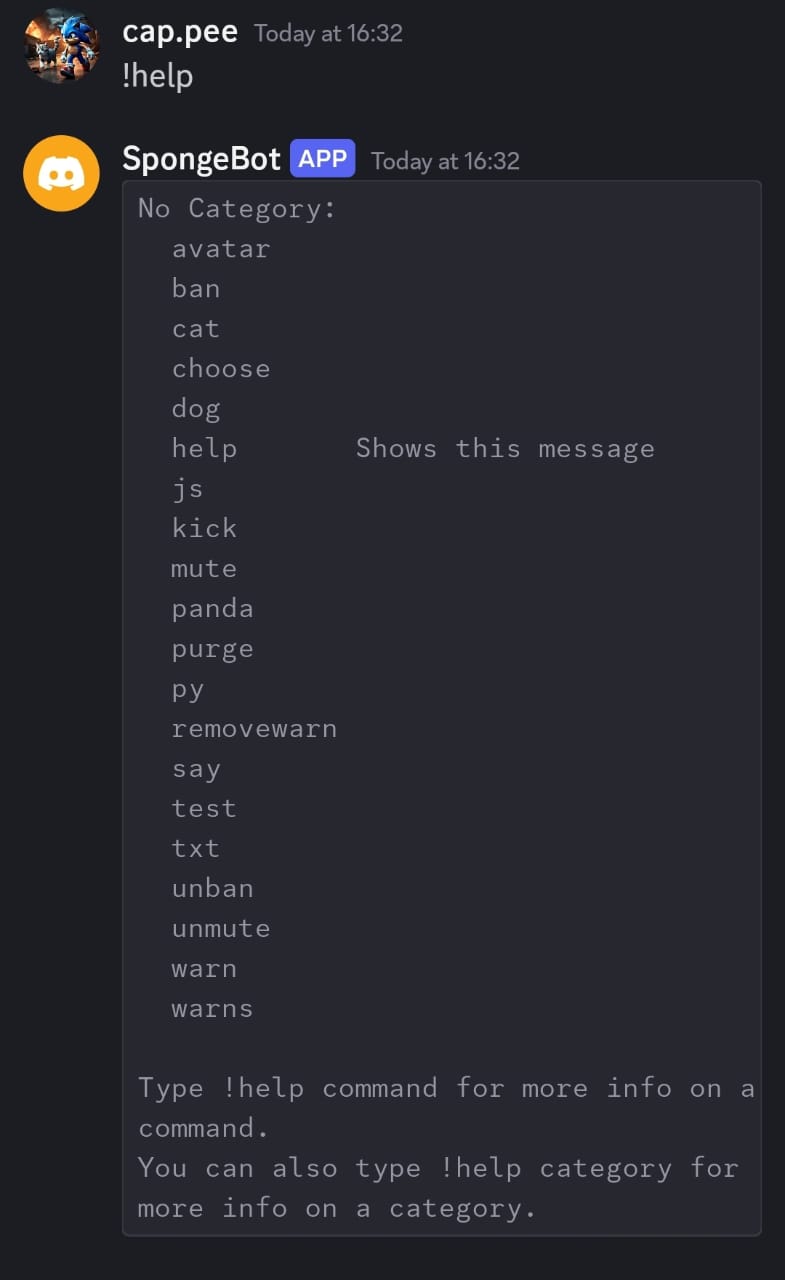 cap.pee Today at 16:32
!help
SpongeBot APP Today at 16:32
No Category:
avatar
ban
cat
choose
dog
help Shows this message
js
kick
mute
panda
purge
py
removewarn
say
test
txt
unban
unmute
warn
warns
Type !help command for more info on a
command.
You can also type !help category for
more info on a category.